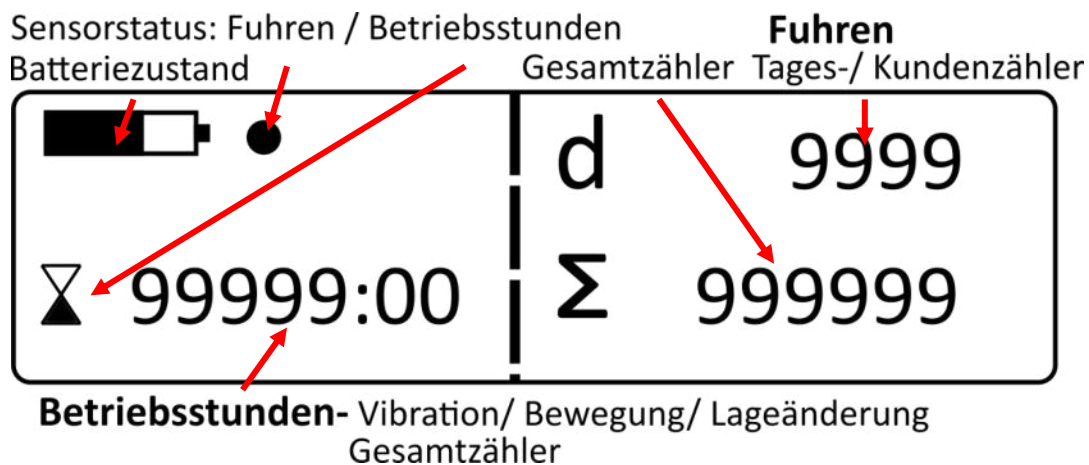 Sensorstatus: Fuhren / Betriebsstunden
Fuhren
Batteriezustand
Gesamtzähler Tages-/ Kundenzähler
d 9999
99999:00
Σ 999999
Betriebsstunden- Vibration/ Bewegung/ Lageänderung
Gesamtzähler